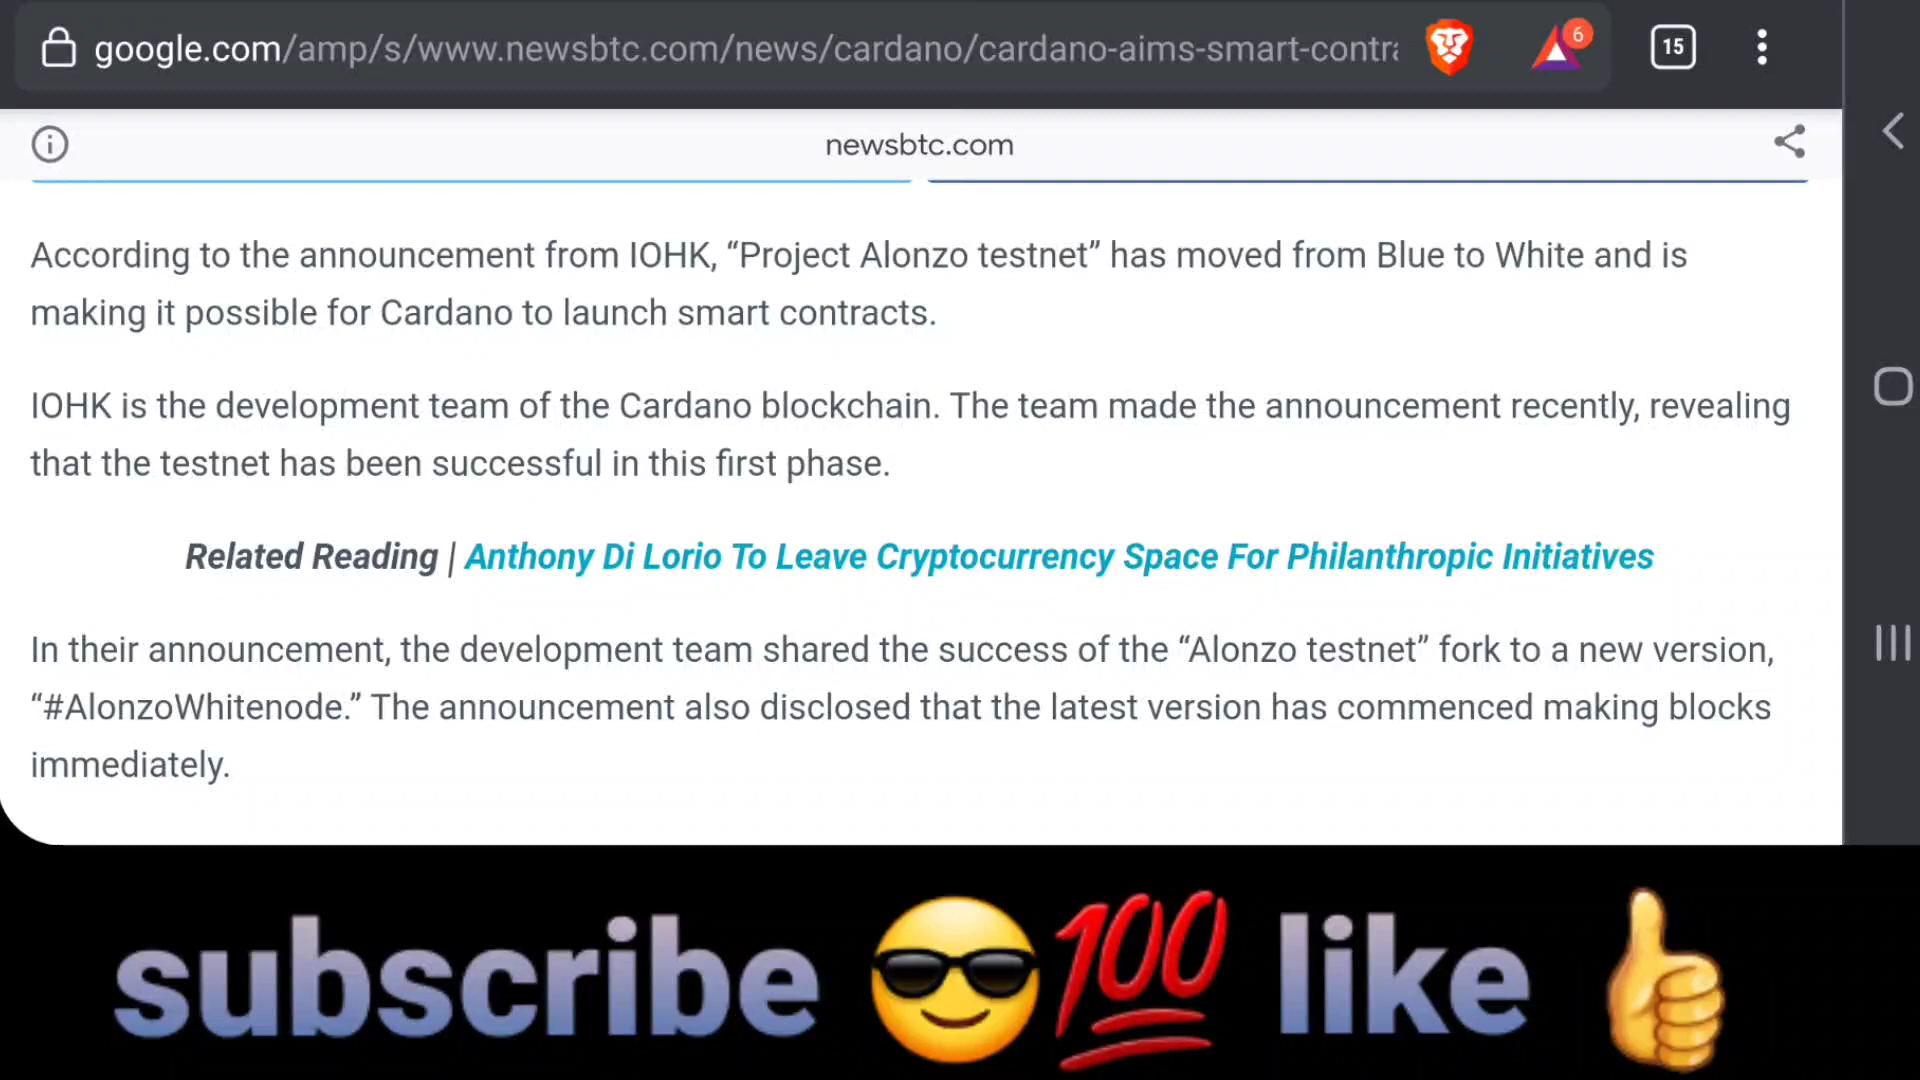 google.com/amp/s/www.newsbtc.com/news/cardano/cardano-aims-smart-contra
6
15
newsbtc.com
According to the announcement from IOHK, “Project Alonzo testnet” has moved from Blue to White and is
making it possible for Cardano to launch smart contracts.
IOHK is the development team of the Cardano blockchain. The team made the announcement recently, revealing
that the testnet has been successful in this first phase.
Related Reading | Anthony Di Lorio To Leave Cryptocurrency Space For Philanthropic Initiatives
In their announcement, the development team shared the success of the “Alonzo testnet” fork to a new version,
“#AlonzoWhitenode.” The announcement also disclosed that the latest version has commenced making blocks
immediately.
subscribe 😎💯 like 👍